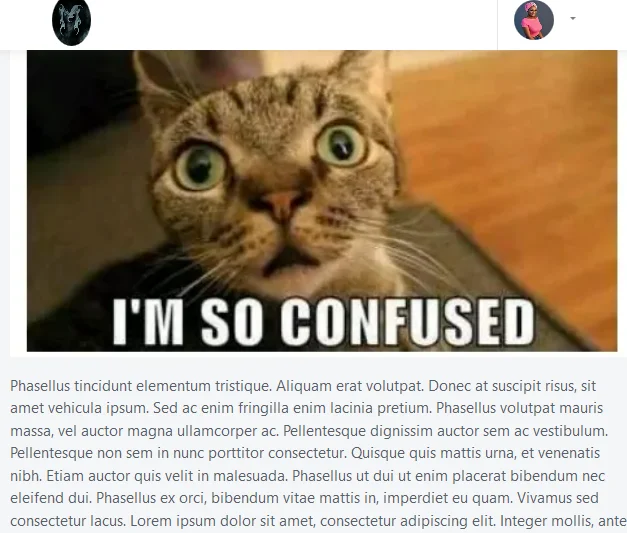 I'M SO CONFUSED
Phasellus tincidunt elementum tristique. Aliquam erat volutpat. Donec at suscipit risus, sit
amet vehicula ipsum. Sed ac enim fringilla enim lacinia pretium. Phasellus volutpat mauris
massa, vel auctor magna ullamcorper ac. Pellentesque dignissim auctor sem ac vestibulum.
Pellentesque non sem in nunc porttitor consectetur. Quisque quis mattis urna, et venenatis
nibh. Etiam auctor quis velit in malesuada. Phasellus ut dui ut enim placerat bibendum nec
eleifend dui. Phasellus ex orci, bibendum vitae mattis in, imperdiet eu quam. Vivamus sed
consectetur lacus. Lorem ipsum dolor sit amet, consectetur adipiscing elit. Integer mollis, ante